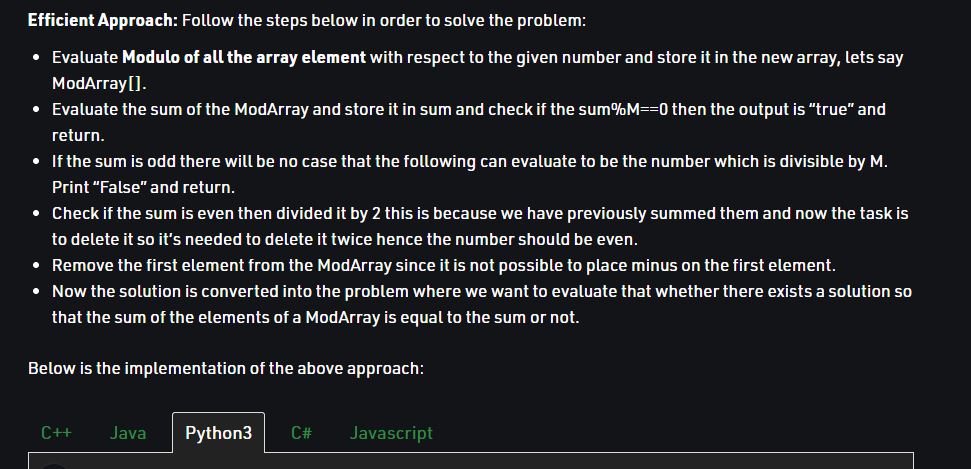 Efficient Approach: Follow the steps below in order to solve the problem:
• Evaluate Modulo of all the array element with respect to the given number and store it in the new array, lets say
ModArray[].
• Evaluate the sum of the ModArray and store it in sum and check if the sum%M==0 then the output is “true” and
return.
• If the sum is odd there will be no case that the following can evaluate to be the number which is divisible by M.
Print “False” and return.
• Check if the sum is even then divided it by 2 this is because we have previously summed them and now the task is
to delete it so it’s needed to delete it twice hence the number should be even.
• Remove the first element from the ModArray since it is not possible to place minus on the first element.
• Now the solution is converted into the problem where we want to evaluate that whether there exists a solution so
that the sum of the elements of a ModArray is equal to the sum or not.
Below is the implementation of the above approach:
C++ Java Python3 C# Javascript